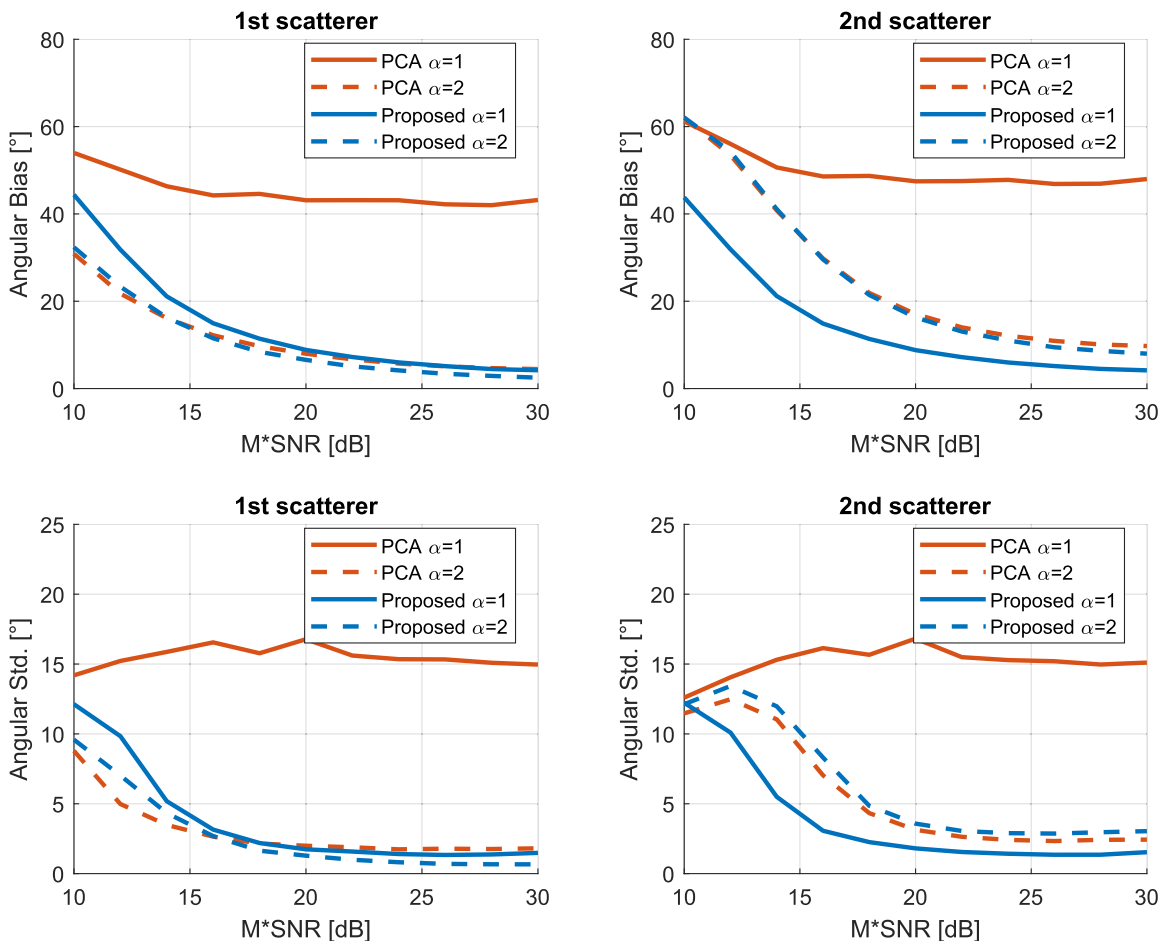 1st scatterer
80
60
40
20
0
Angular Bias [°]
10
15
20
25
30
M*SNR [dB]
PCA α=1
PCA α=2
Proposed α=1
Proposed α=2
2nd scatterer
80
60
40
20
0
Angular Bias [°]
10
15
20
25
30
M*SNR [dB]
PCA α=1
PCA α=2
Proposed α=1
Proposed α=2
1st scatterer
25
20
15
10
5
0
Angular Std. [°]
10
15
20
25
30
M*SNR [dB]
PCA α=1
PCA α=2
Proposed α=1
Proposed α=2
2nd scatterer
25
20
15
10
5
0
Angular Std. [°]
10
15
20
25
30
M*SNR [dB]
PCA α=1
PCA α=2
Proposed α=1
Proposed α=2